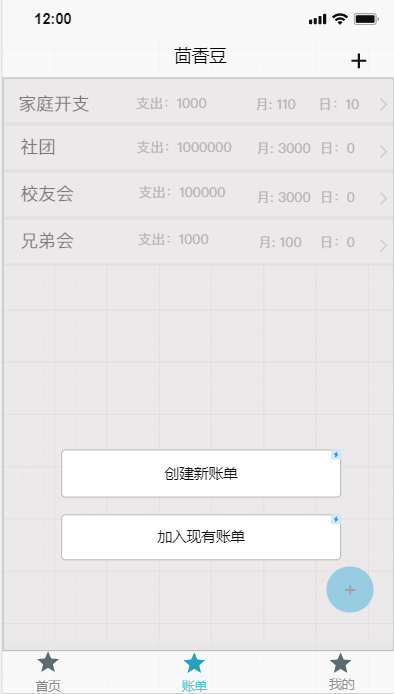 12:00
茴香豆
+
家庭开支 支出：1000 月: 110 日：10
社团 支出：1000000 月: 3000 日：0
校友会 支出：100000 月: 3000 日：0
兄弟会 支出：1000 月: 100 日：0
创建新账单
加入现有账单
+
首页 账单 我的